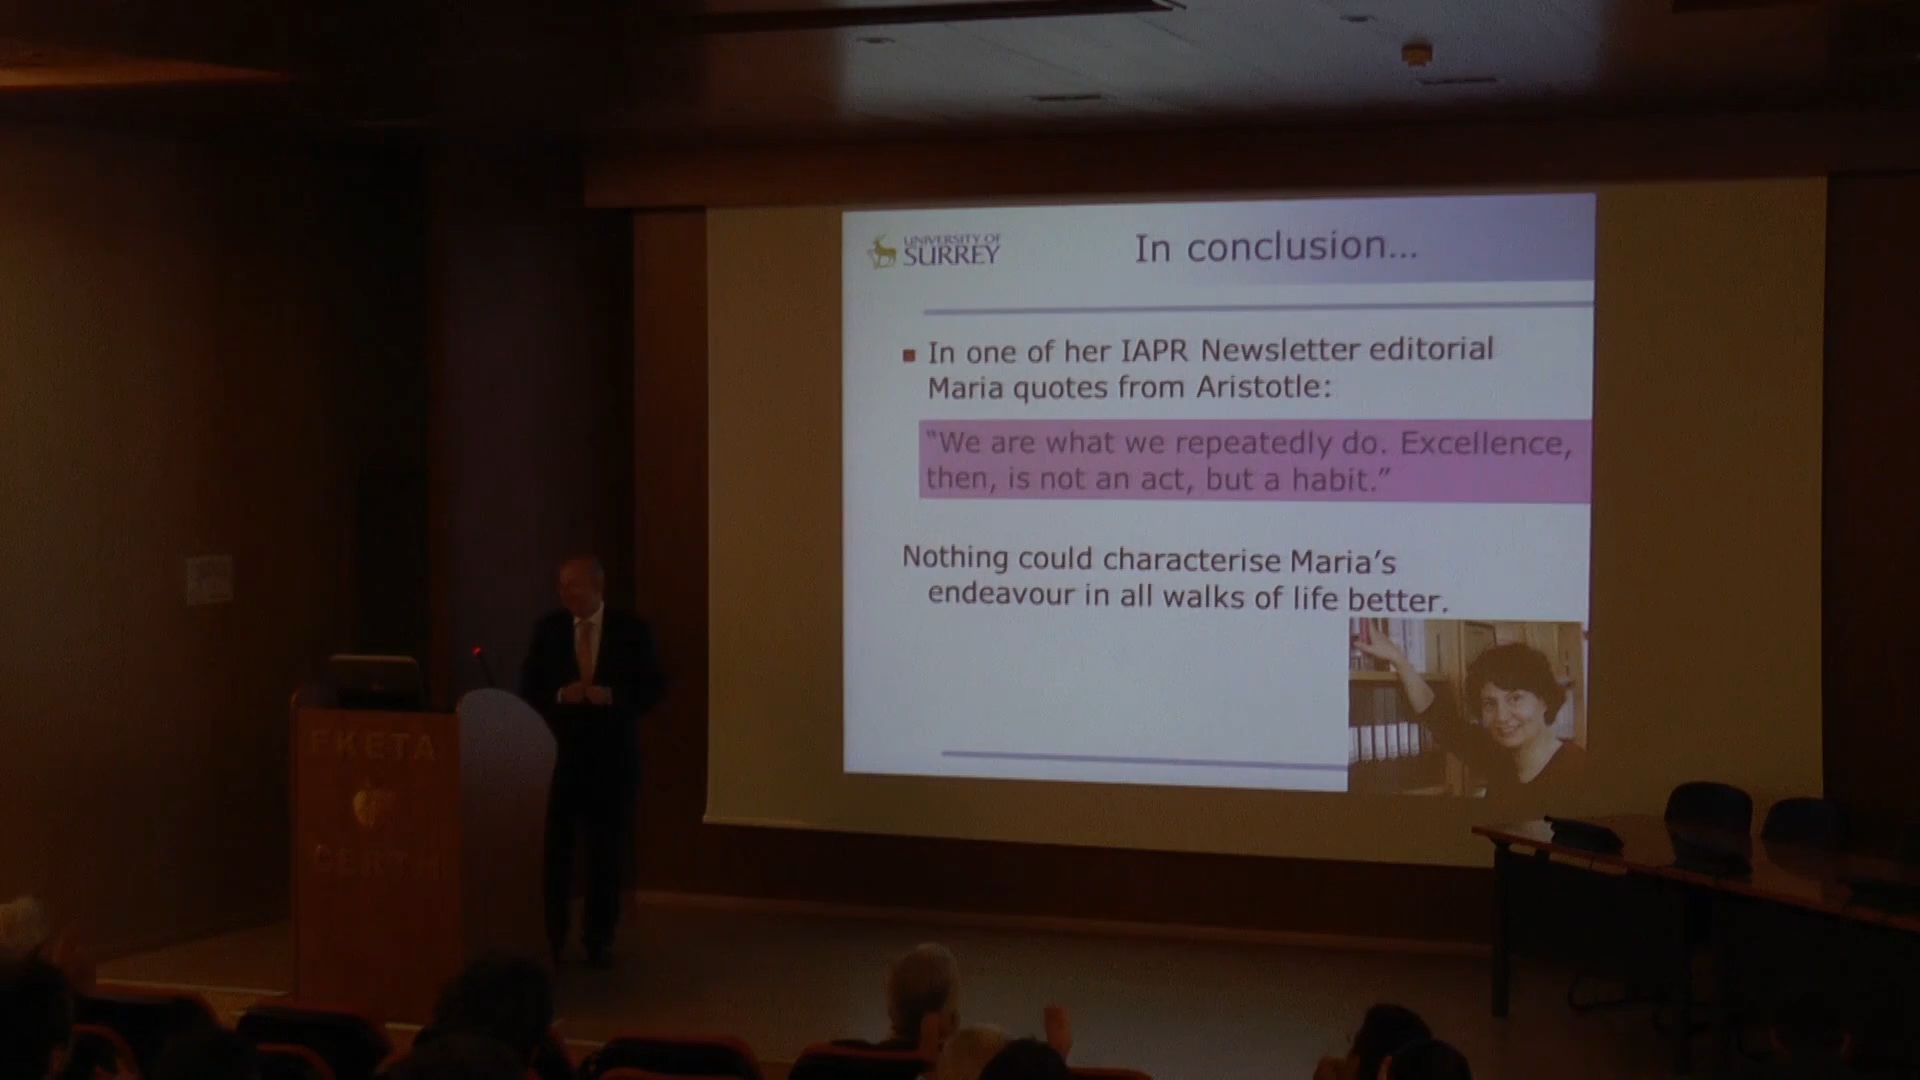 UNIVERSITY OF
SURREY
In conclusion...
In one of her IAPR Newsletter editorial
Maria quotes from Aristotle:
"We are what we repeatedly do. Excellence,
then, is not an act, but a habit.”
Nothing could characterise Maria’s
endeavour in all walks of life better.
EKETA
CERTH